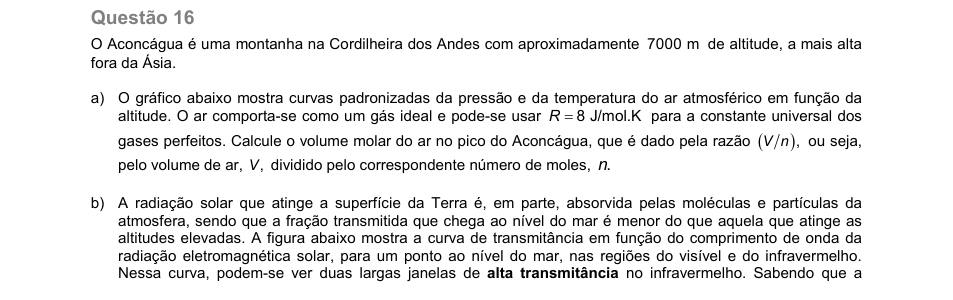 Questão 16
O Aconcágua é uma montanha na Cordilheira dos Andes com aproximadamente 7000 m de altitude, a mais alta
fora da Ásia.
a) O gráfico abaixo mostra curvas padronizadas da pressão e da temperatura do ar atmosférico em função da
altitude. O ar comporta-se como um gás ideal e pode-se usar R = 8 J/mol.K para a constante universal dos
gases perfeitos. Calcule o volume molar do ar no pico do Aconcágua, que é dado pela razão (V/n), ou seja,
pelo volume de ar, V, dividido pelo correspondente número de moles, n.
b) A radiação solar que atinge a superfície da Terra é, em parte, absorvida pelas moléculas e partículas da
atmosfera, sendo que a fração transmitida que chega ao nível do mar é menor do que aquela que atinge as
altitudes elevadas. A figura abaixo mostra a curva de transmitância em função do comprimento de onda da
radiação eletromagnética solar, para um ponto ao nível do mar, nas regiões do visível e do infravermelho.
Nessa curva, podem-se ver duas largas janelas de alta transmitância no infravermelho. Sabendo que a